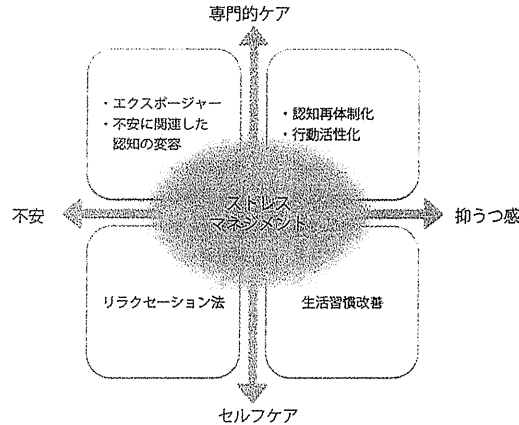 専門的ケア
・エクスポージャー
・不安に関連した
認知の変容
・認知再体制化
・行動活性化
ストレス
マネジメント
不安
抑うつ感
リラクセーション法
生活習慣改善
セルフケア